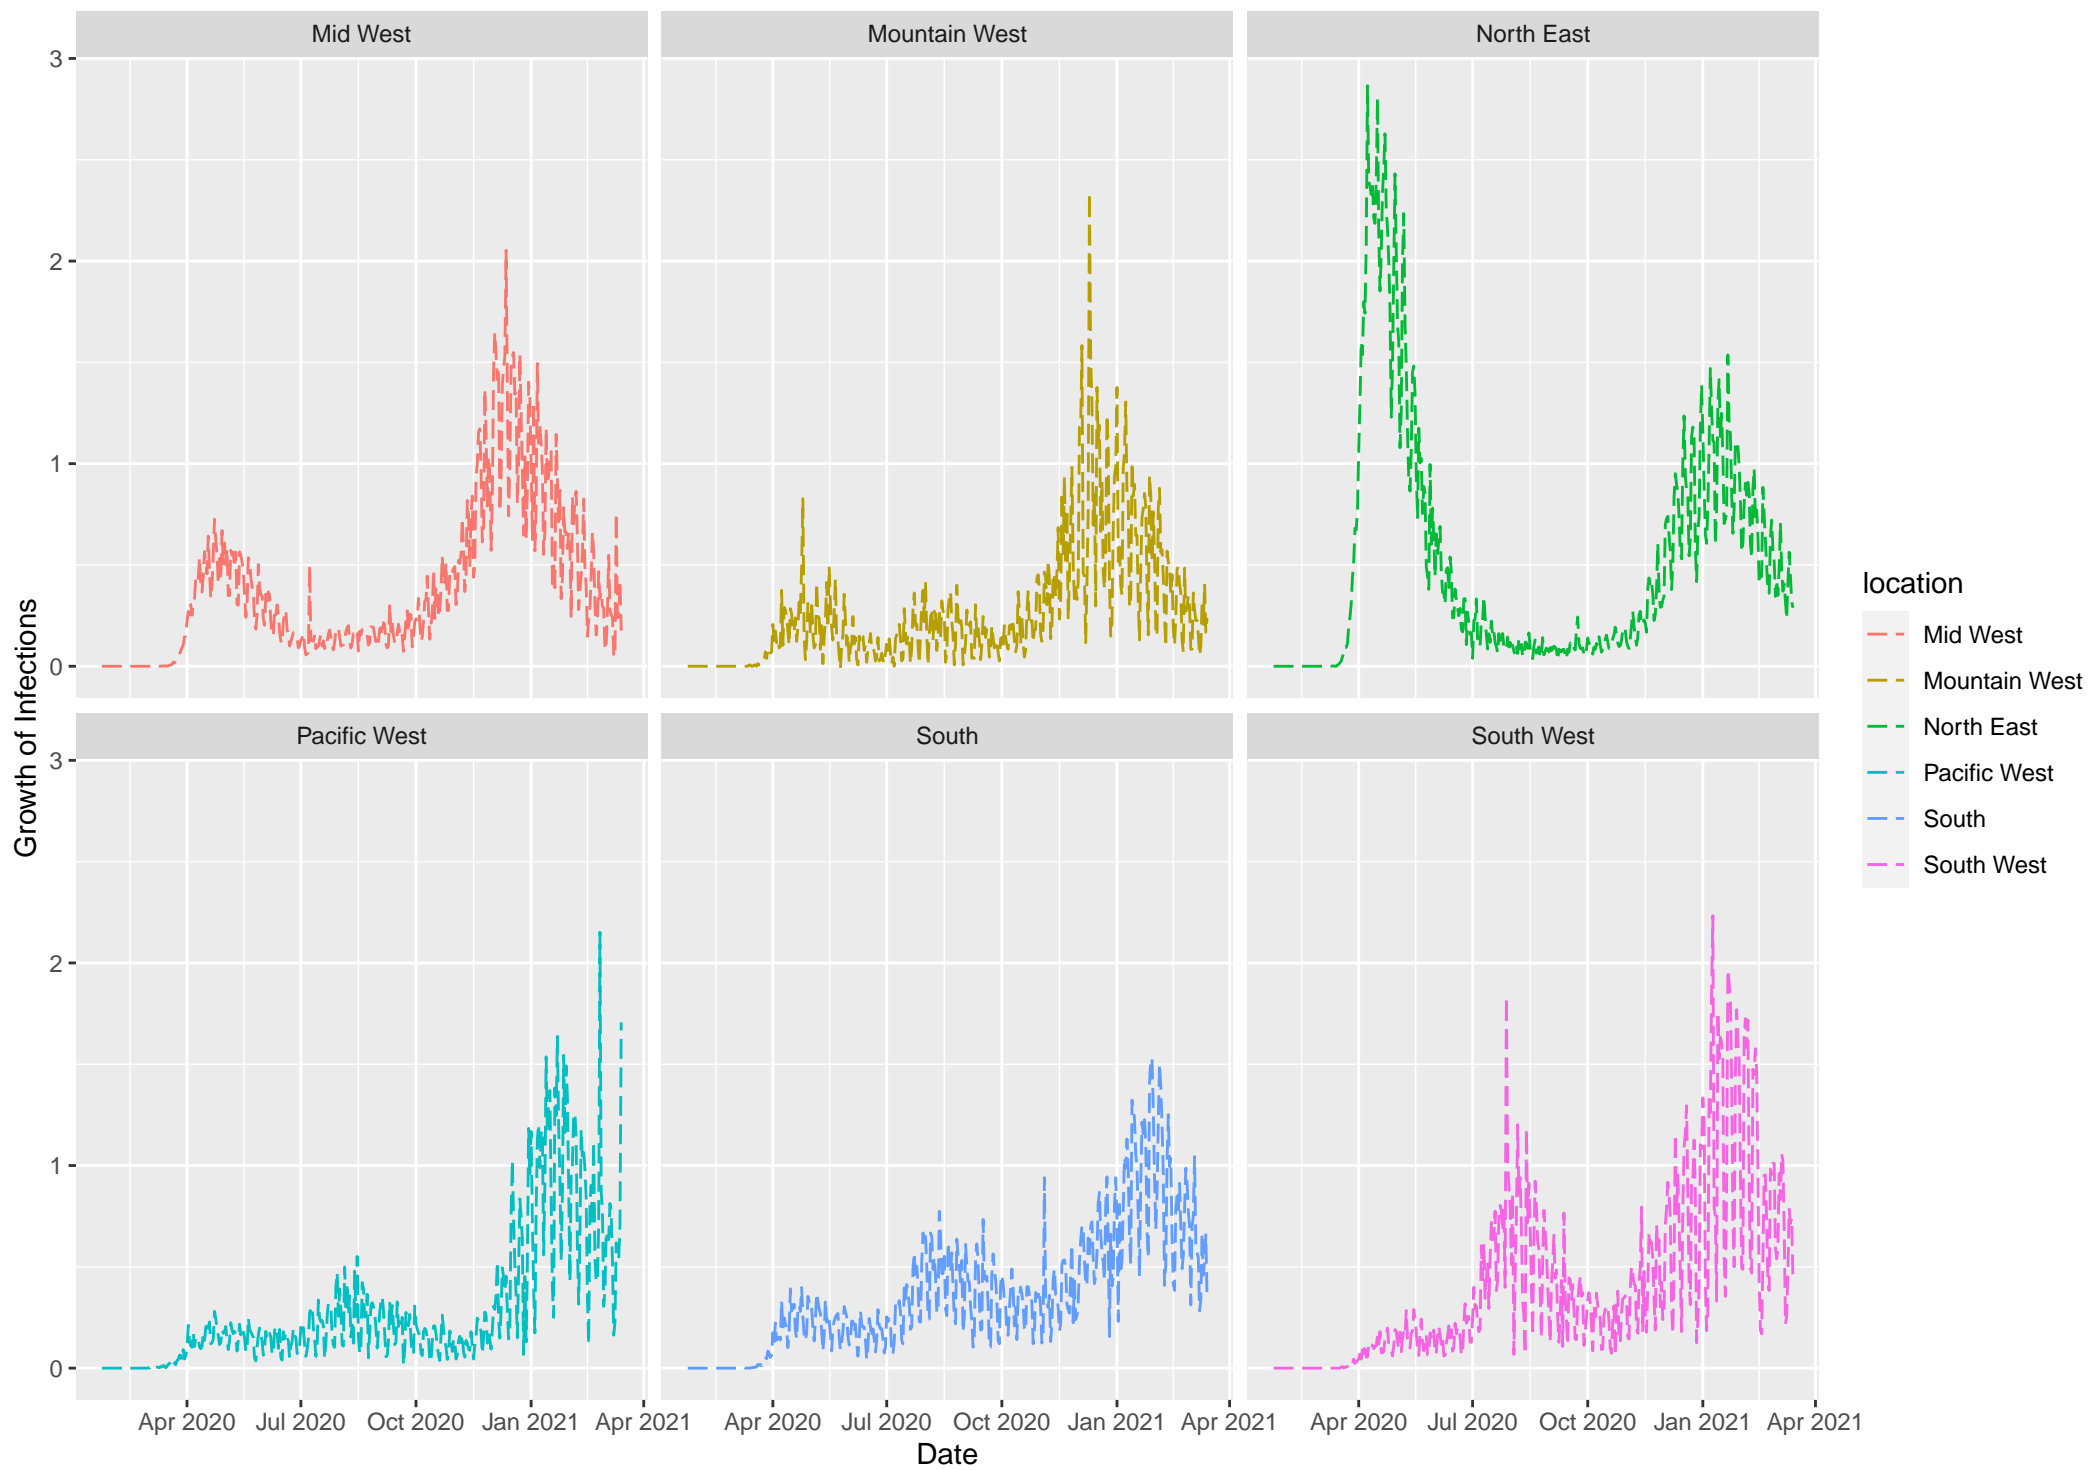 Mid West
Mountain West
North East
3
2
1
0
Pacific West
South
South West
3
2
1
0
Apr 2020 Jul 2020 Oct 2020 Jan 2021 Apr 2021
Apr 2020 Jul 2020 Oct 2020 Jan 2021 Apr 2021
Apr 2020 Jul 2020 Oct 2020 Jan 2021 Apr 2021
Date
Growth of Infections
location
Mid West
Mountain West
North East
Pacific West
South
South West